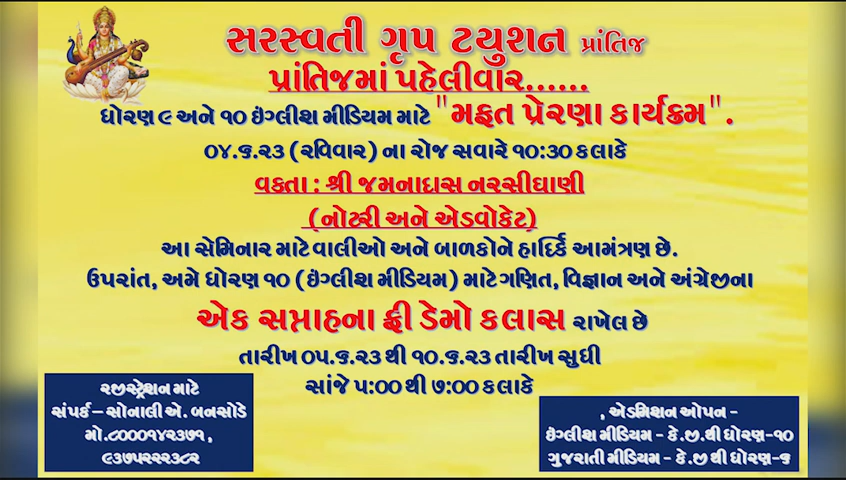 સરસ્વતી ગૃપ ટયુશન પ્રાંતિજ
પ્રાંતિજમાં પહેલીવાર......
ધોરણ ૯ અને ૧૦ ઇંગ્લીશ મીડિયમ માટે "મફત પ્રેરણા કાર્યક્રમ".
૦૪.૬.૨૩ (રવિવાર) ના રોજ સવારે ૧૦:૩૦ કલાકે
વક્તા : શ્રી જમનાદાસ નરસીઘાણી
(નોટરી અને એડવોકેટ)
આ સેમિનાર માટે વાલીઓ અને બાળકોને હાદિર્ક આમંત્રણ છે.
ઉપરાંત, અમે ધોરણ ૧૦ (ઇંગ્લીશ મીડિયમ) માટે ગણિત, વિજ્ઞાન અને અંગ્રેજીના
એક સપ્તાહના ફ્રી ડેમો કલાસ રાખેલ છે
તારીખ ૦૫.૬.૨૩ થી ૧૦.૬.૨૩ તારીખ સુધી
સાંજે ૫:૦૦ થી ૭:૦૦ કલાકે
રજીસ્ટ્રેશન માટે
સંપર્ક – સોનાલી એ. બનસોડે
મો.૮૦૦૦૧૪૨૩૭૧ ,
૯૩૭૫૨૨૨૩૮૨
, એડમિશન ઓપન -
ઇંગ્લીશ મીડિયમ - કે.જી.થી ધોરણ-૧૦
ગુજરાતી મીડિયમ - કે.જી થી ધોરણ-૬